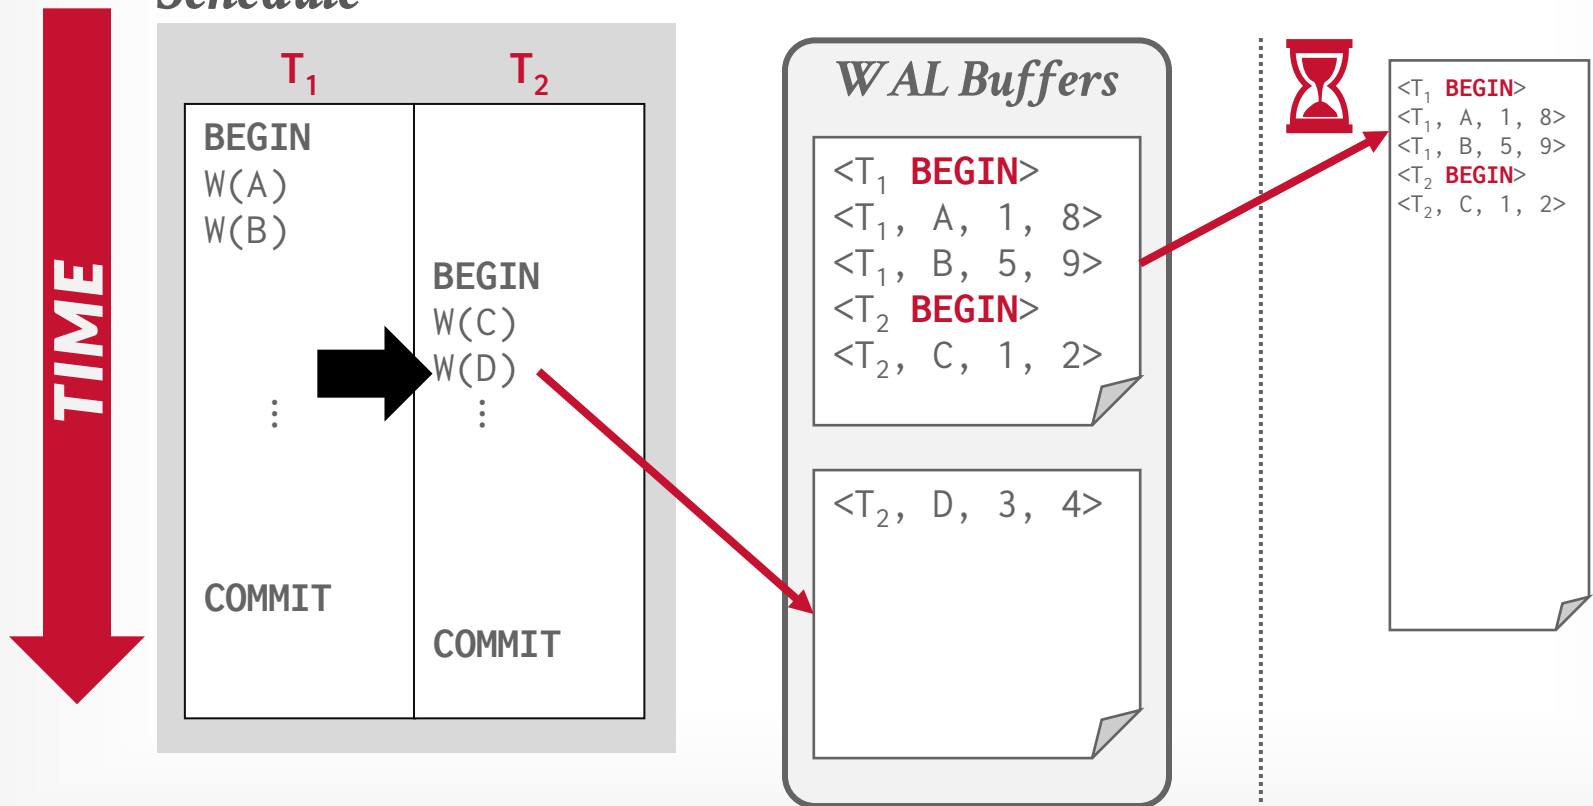 Schedule
TIME
T₁
T₂
BEGIN
W(A)
W(B)
⋮
COMMIT
BEGIN
W(C)
W(D)
⋮
COMMIT
WAL Buffers
<T₁ BEGIN>
<T₁, A, 1, 8>
<T₁, B, 5, 9>
<T₂ BEGIN>
<T₂, C, 1, 2>
<T₂, D, 3, 4>
<T₁ BEGIN>
<T₁, A, 1, 8>
<T₁, B, 5, 9>
<T₂ BEGIN>
<T₂, C, 1, 2>